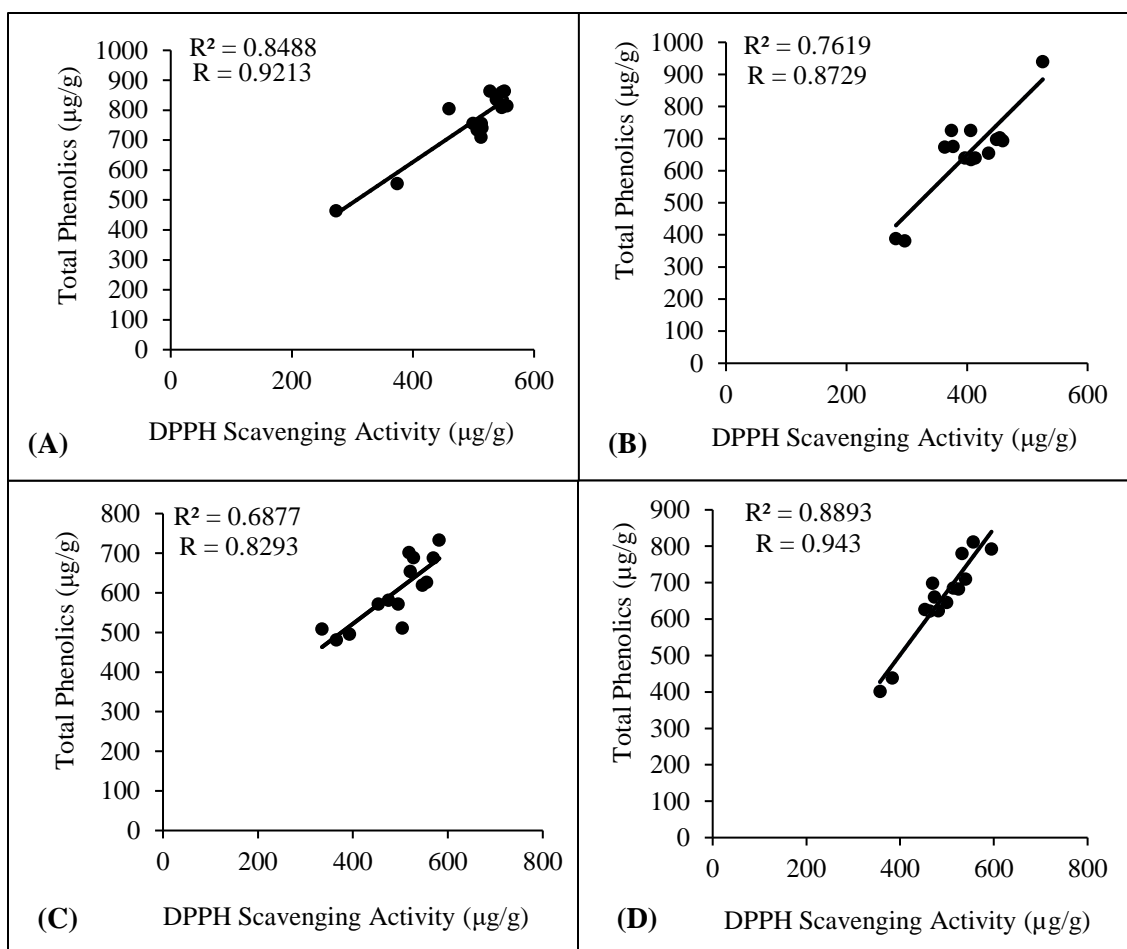 R² = 0.8488
R = 0.9213
1000
900
800
700
600
500
400
300
200
100
0
Total Phenolics (µg/g)
0 200 400 600
DPPH Scavenging Activity (µg/g)
(A)
R² = 0.7619
R = 0.8729
1000
900
800
700
600
500
400
300
200
100
0
Total Phenolics (µg/g)
0 200 400 600
DPPH Scavenging Activity (µg/g)
(B)
R² = 0.6877
R = 0.8293
800
700
600
500
400
300
200
100
0
Total Phenolics (µg/g)
0 200 400 600 800
DPPH Scavenging Activity (µg/g)
(C)
R² = 0.8893
R = 0.943
900
800
700
600
500
400
300
200
100
0
Total Phenolics (µg/g)
0 200 400 600 800
DPPH Scavenging Activity (µg/g)
(D)